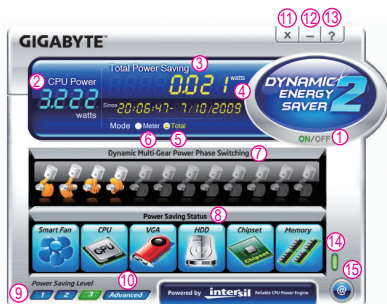 11 12 13
X – ?
GIGABYTE™
Total Power Saving 3
2 CPU Power
0.021 watts
4
3.222
watts
Since 20:06:47- 7/10/2009
Mode Meter Total
6 5
DYNAMIC
ENERGY
SAVER 2
ON/OFF 1
Dynamic Multi-Gear Power Phase Switching 7
Power Saving Status 8
Smart Fan CPU VGA HDD Chipset Memory
CPU Chipset
14
10
15
Power Saving Level
9 1 2 3 Advanced
Powered by intersil Reliable CPU Power Engine
@